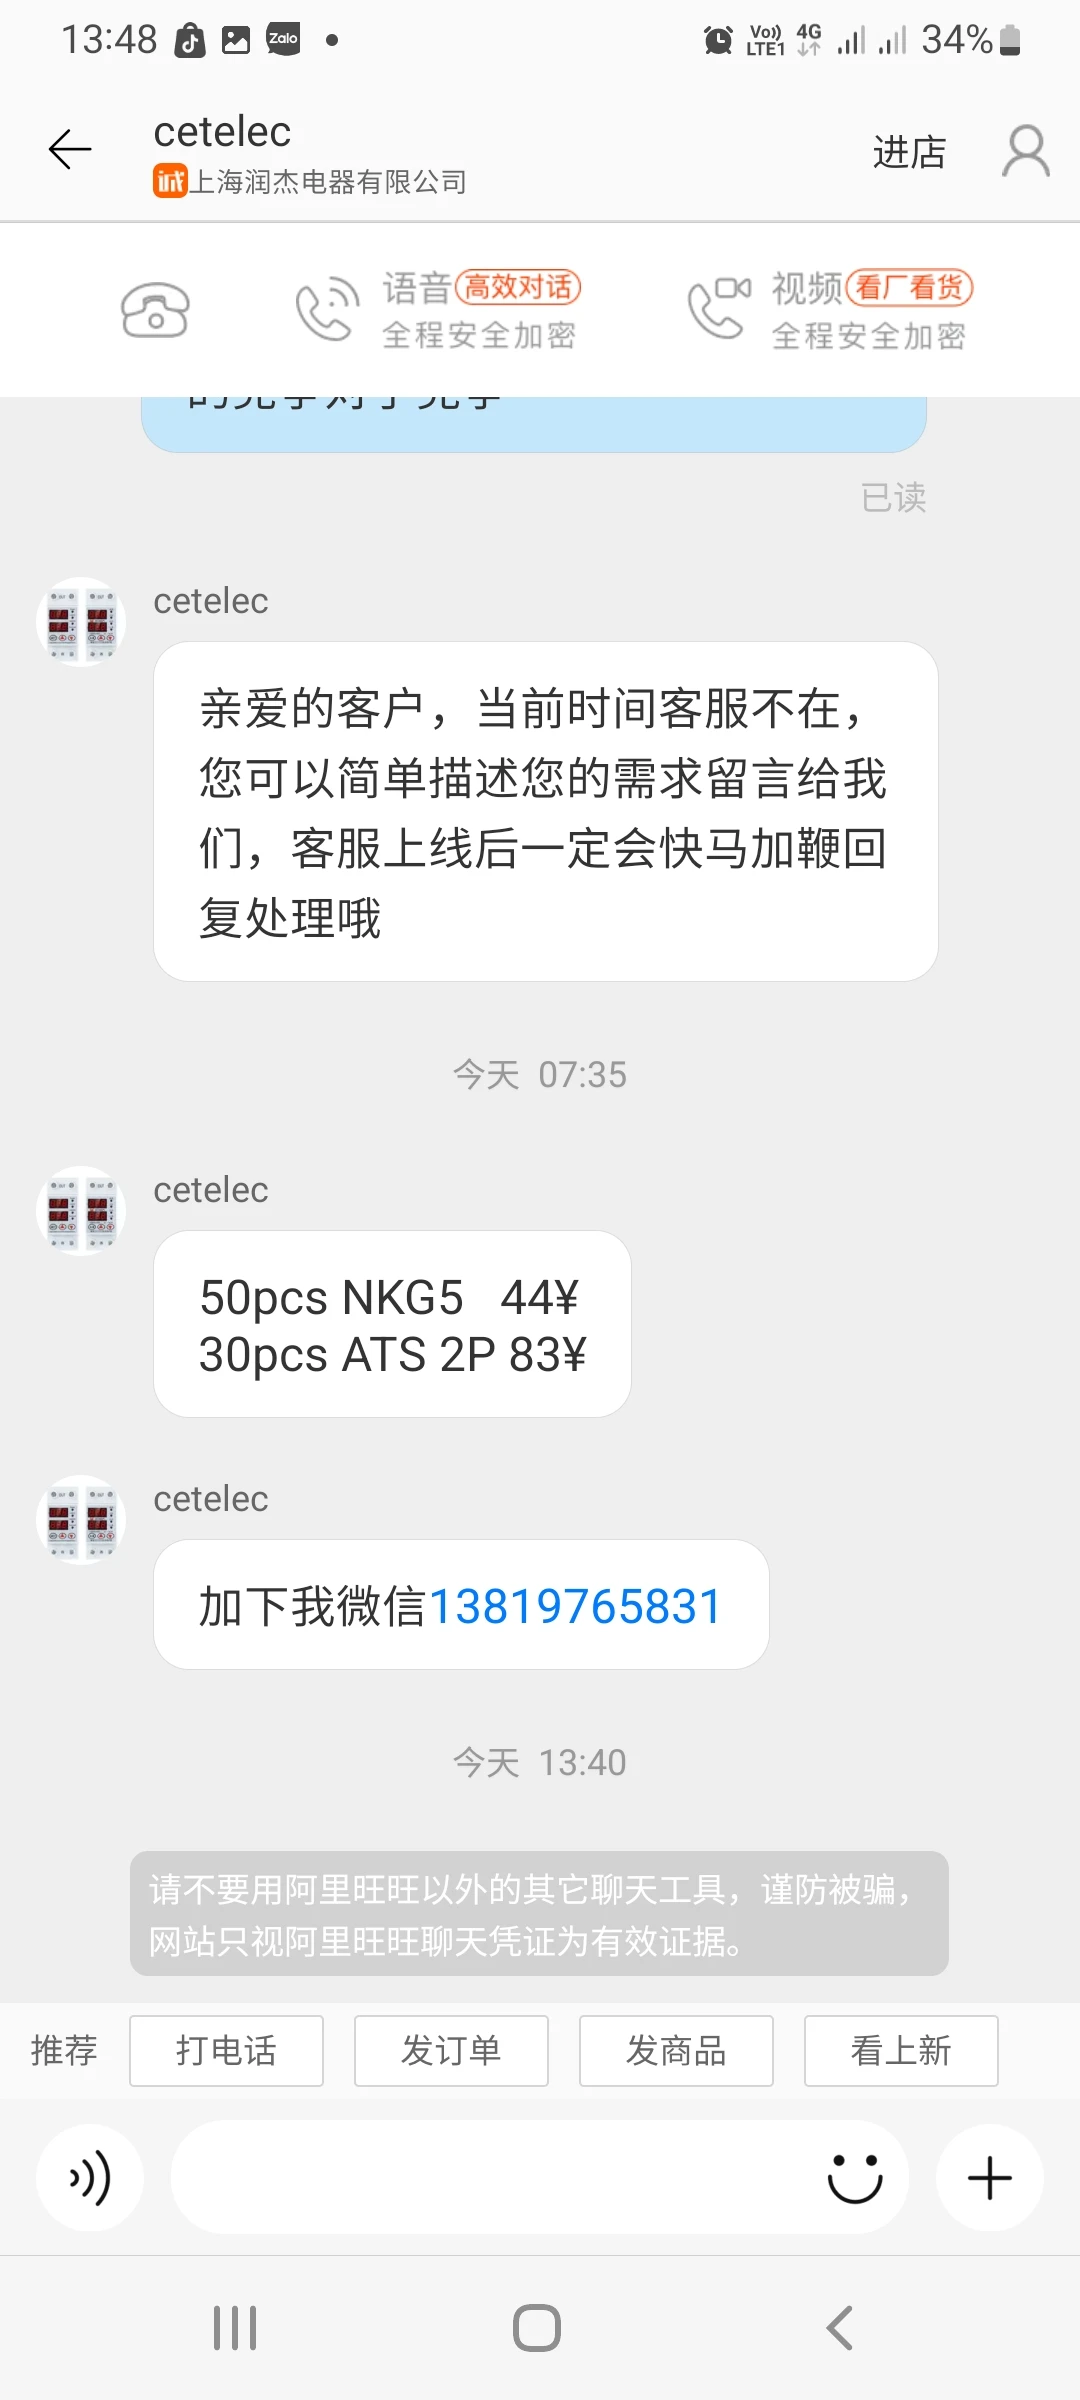 13:48 Zalo Vo)) LTE1 4G 34%
cetelec
诚 上海润杰电器有限公司
进店
语音 高效对话
全程安全加密
视频 看厂看货
全程安全加密
已读
cetelec
亲爱的客户，当前时间客服不在，
您可以简单描述您的需求留言给我
们，客服上线后一定会快马加鞭回
复处理哦
今天 07:35
cetelec
50pcs NKG5 44¥
30pcs ATS 2P 83¥
cetelec
加下我微信13819765831
今天 13:40
请不要用阿里旺旺以外的其它聊天工具，谨防被骗，
网站只视阿里旺旺聊天凭证为有效证据。
推荐 打电话 发订单 发商品 看上新